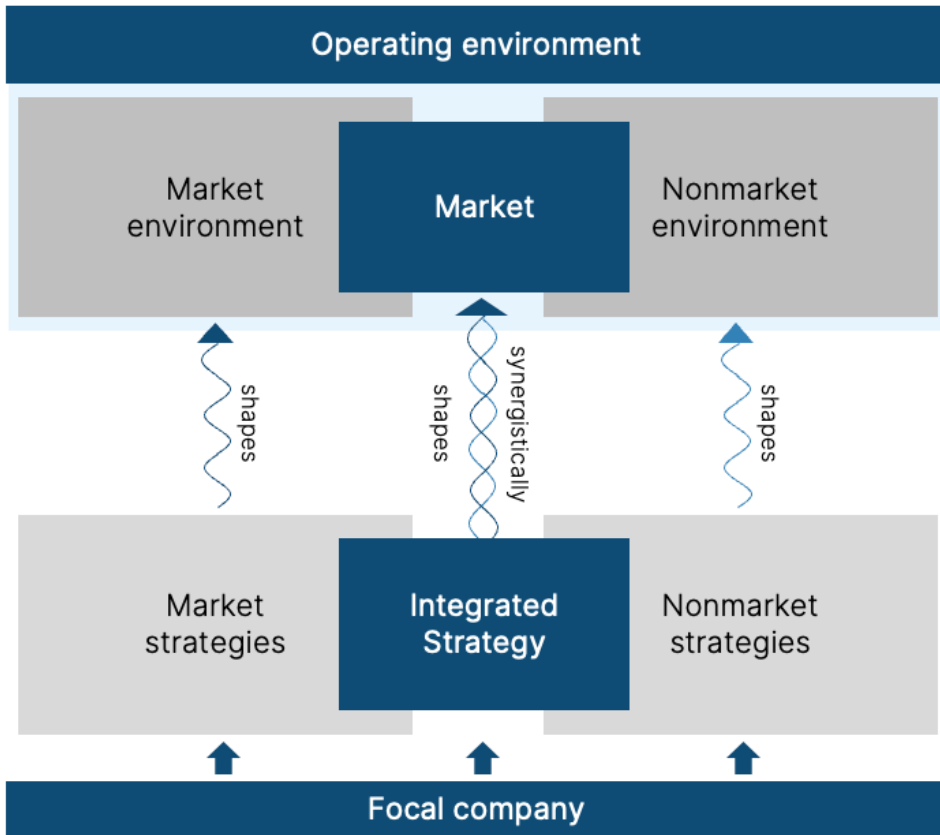 Operating environment
Market
environment
Market
Nonmarket
environment
shapes
shapes
synergistically
shapes
Market
strategies
Integrated
Strategy
Nonmarket
strategies
Focal company